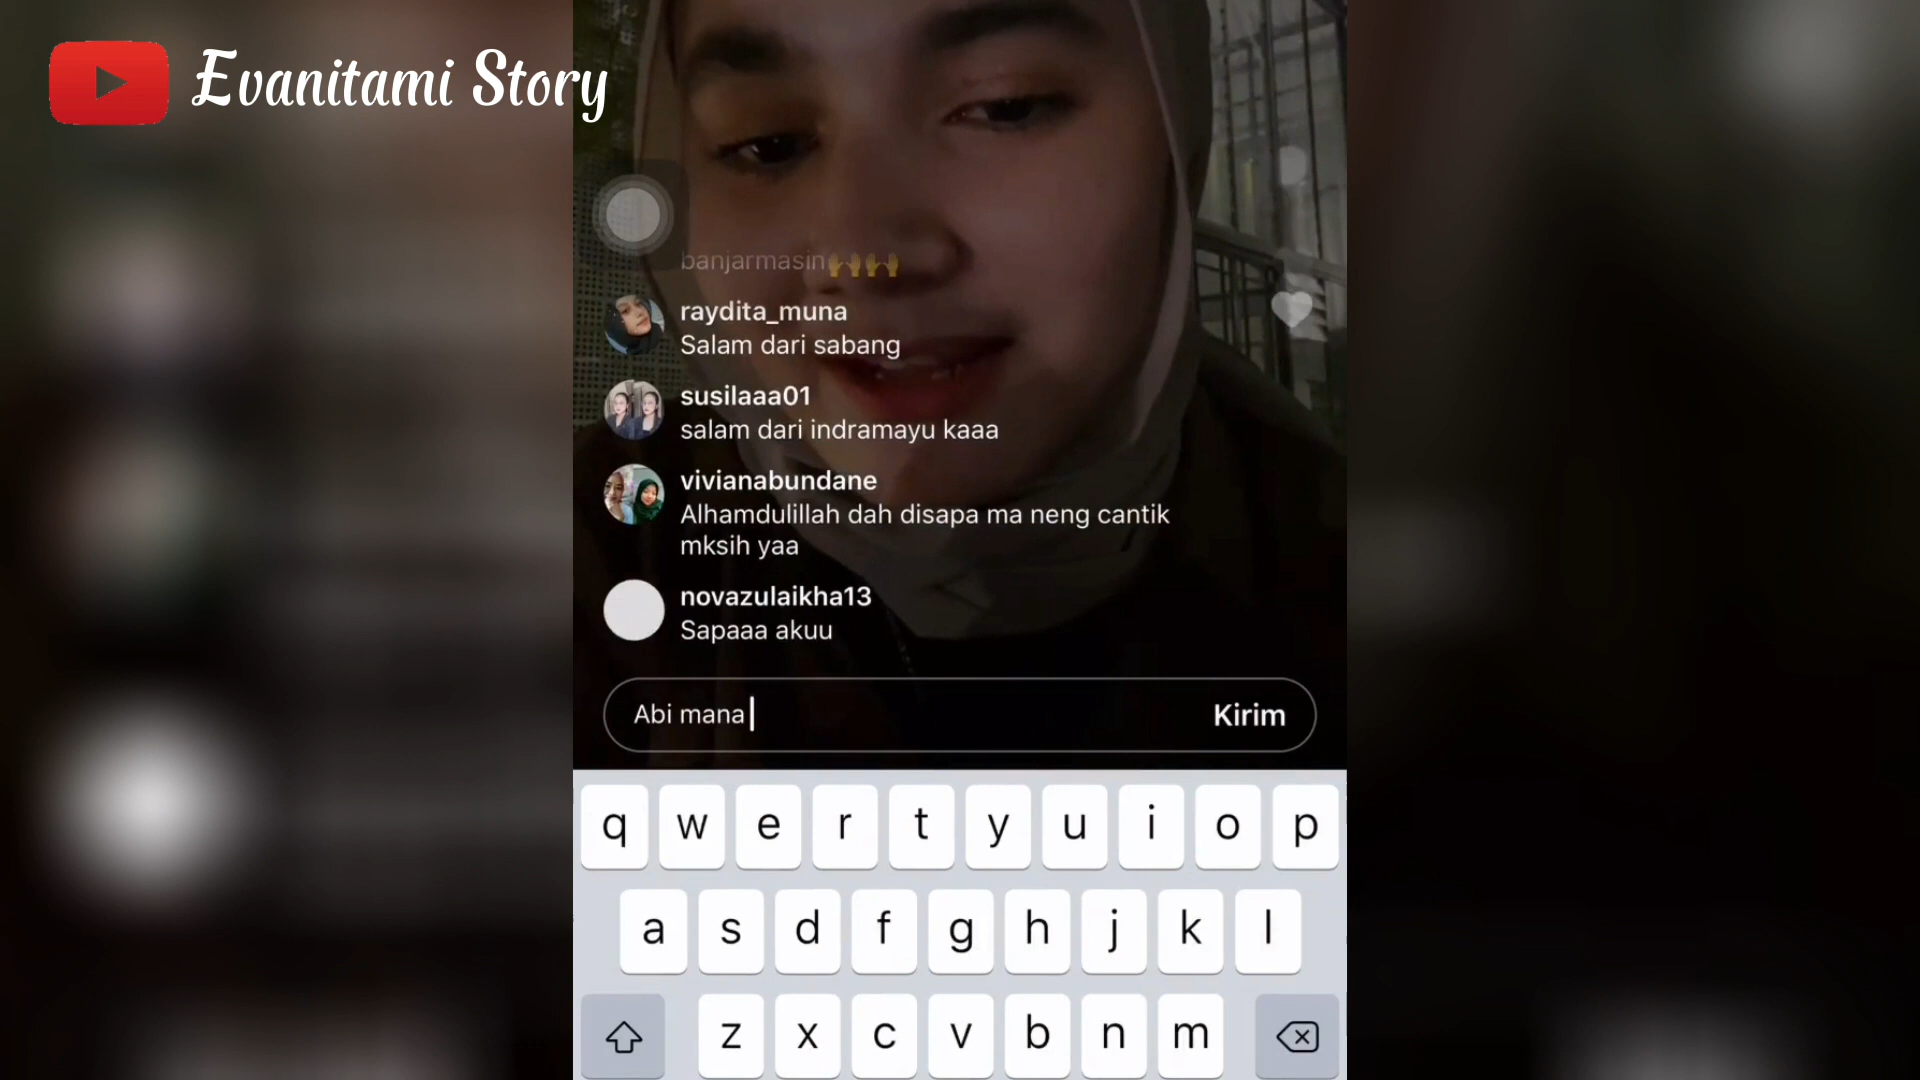 Evanitami Story
banjarmasin🙌🙌
raydita_muna
Salam dari sabang
susilaaa01
salam dari indramayu kaaa
vivianabundane
Alhamdulillah dah disapa ma neng cantik
mksih yaa
novazulaikha13
Sapaaa akuu
Abi mana
Kirim
q w e r t y u i o p
a s d f g h j k l
z x c v b n m